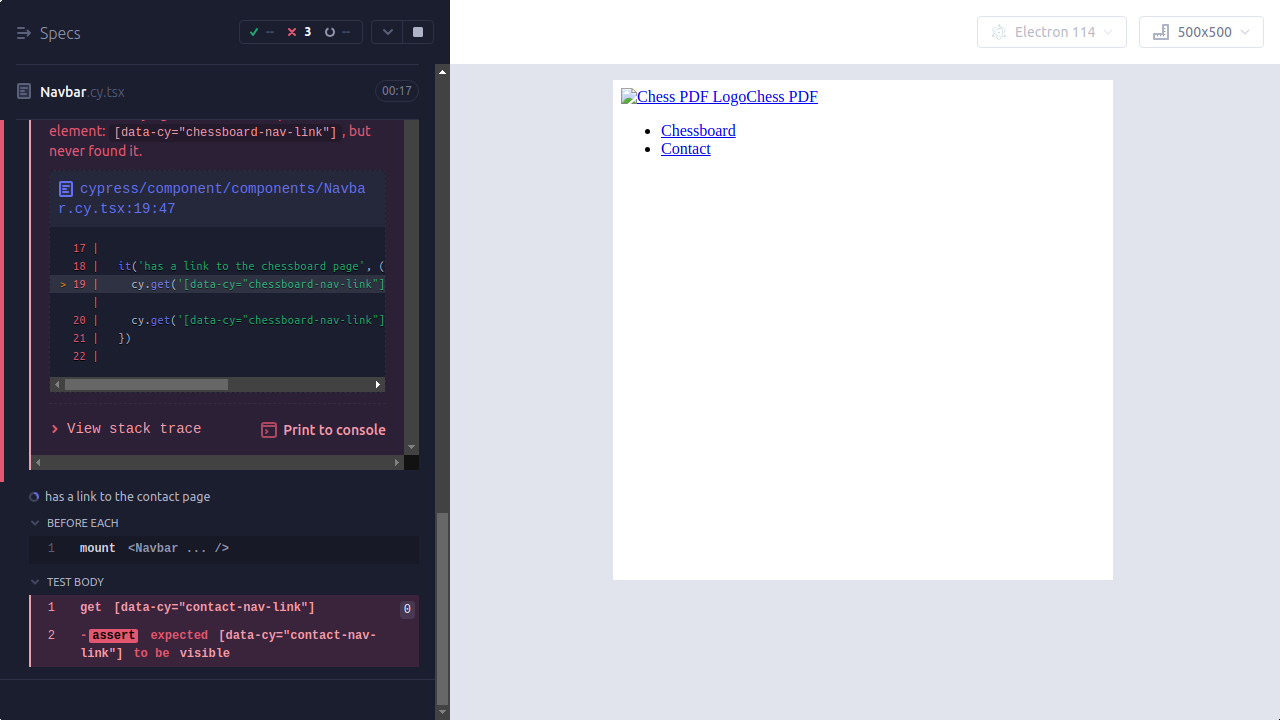 Specs
--
3
--
Electron 114
500x500
Navbar.cy.tsx
00:17
element: [data-cy="chessboard-nav-link"], but
never found it.
cypress/component/components/Navba
r.cy.tsx:19:47
17 |
18 | it('has a link to the chessboard page', (
> 19 | cy.get('[data-cy="chessboard-nav-link"]
|
20 | cy.get('[data-cy="chessboard-nav-link"]
21 | })
22 |
View stack trace
Print to console
has a link to the contact page
BEFORE EACH
1 mount <Navbar ... />
TEST BODY
1 get [data-cy="contact-nav-link"] 0
2 -assert expected [data-cy="contact-nav-
link"] to be visible
Chess PDF LogoChess PDF
• Chessboard
• Contact